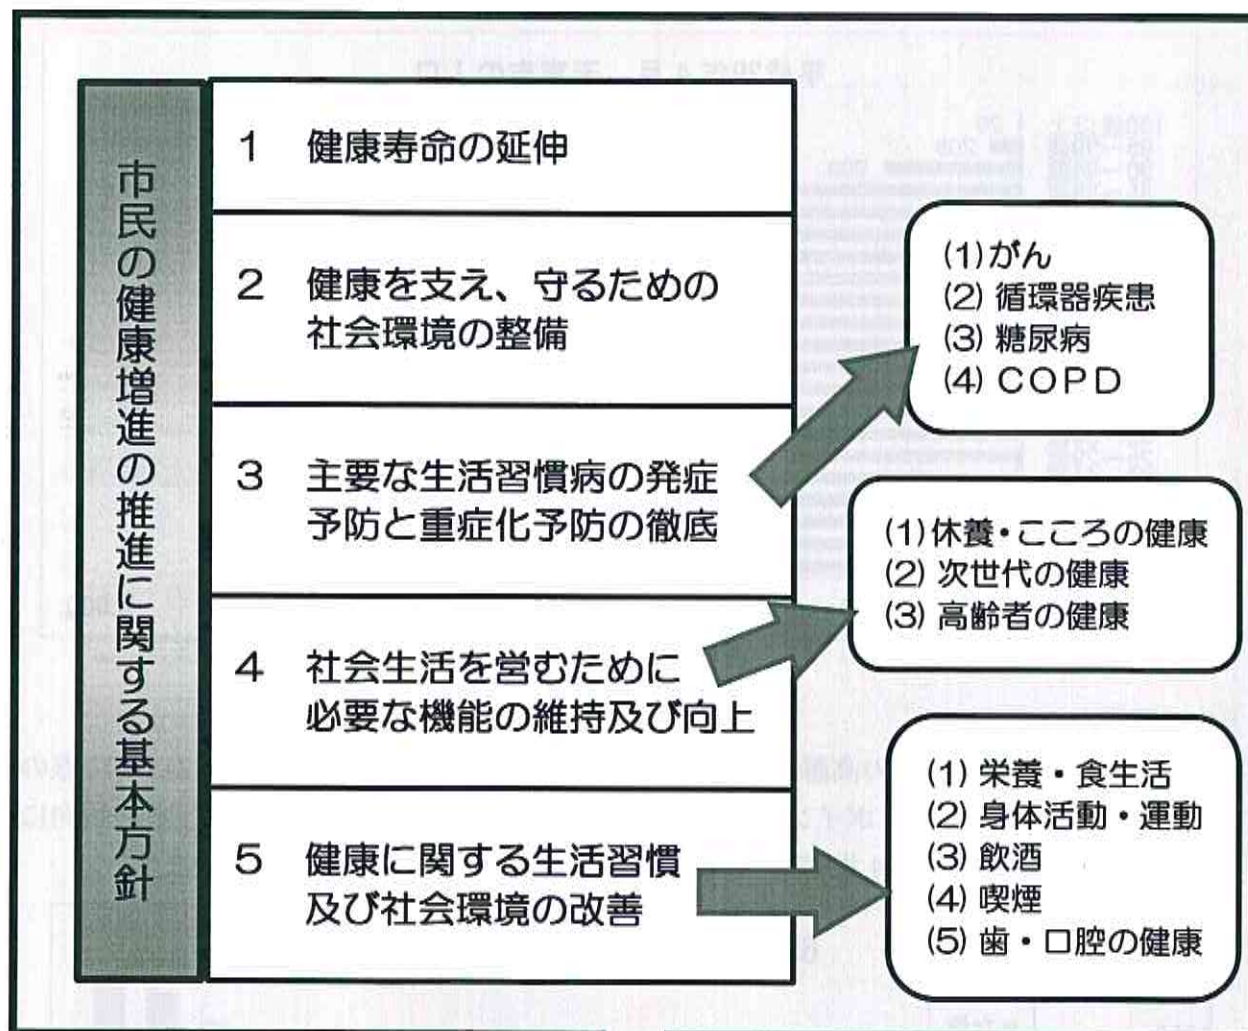 市民の健康増進の推進に関する基本方針
1 健康寿命の延伸
2 健康を支え、守るための
社会環境の整備
3 主要な生活習慣病の発症
予防と重症化予防の徹底
(1)がん
(2) 循環器疾患
(3) 糖尿病
(4) COPD
4 社会生活を営むために
必要な機能の維持及び向上
(1)休養・こころの健康
(2) 次世代の健康
(3) 高齢者の健康
5 健康に関する生活習慣
及び社会環境の改善
(1) 栄養・食生活
(2) 身体活動・運動
(3) 飲酒
(4) 喫煙
(5) 歯・口腔の健康